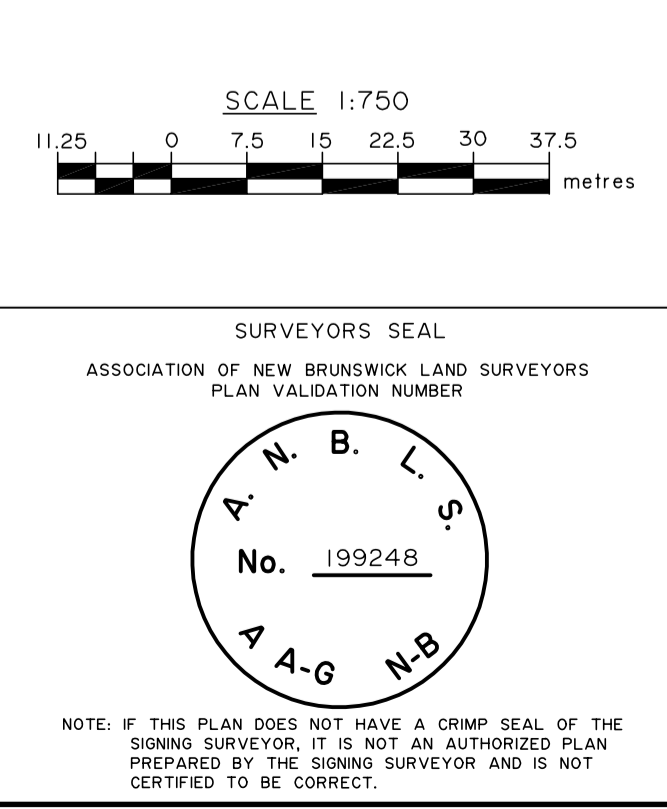 SCALE 1:750
11.25 0 7.5 15 22.5 30 37.5
metres
SURVEYORS SEAL
ASSOCIATION OF NEW BRUNSWICK LAND SURVEYORS
PLAN VALIDATION NUMBER
A. N. B. L. S.
No. 199248
A A-G N-B
NOTE: IF THIS PLAN DOES NOT HAVE A CRIMP SEAL OF THE
SIGNING SURVEYOR, IT IS NOT AN AUTHORIZED PLAN
PREPARED BY THE SIGNING SURVEYOR AND IS NOT
CERTIFIED TO BE CORRECT.